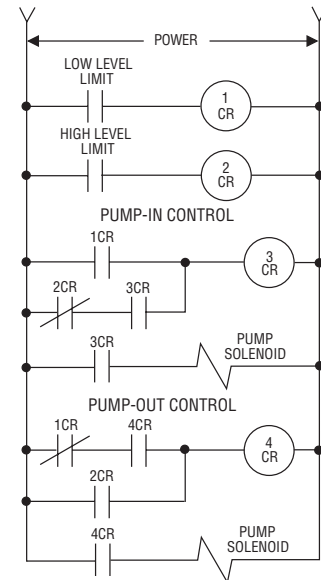 POWER
LOW LEVEL
LIMIT
1
CR
HIGH LEVEL
LIMIT
2
CR
PUMP-IN CONTROL
1CR
3
CR
2CR 3CR
3CR
PUMP
SOLENOID
PUMP-OUT CONTROL
1CR 4CR
4
CR
2CR
4CR
PUMP
SOLENOID